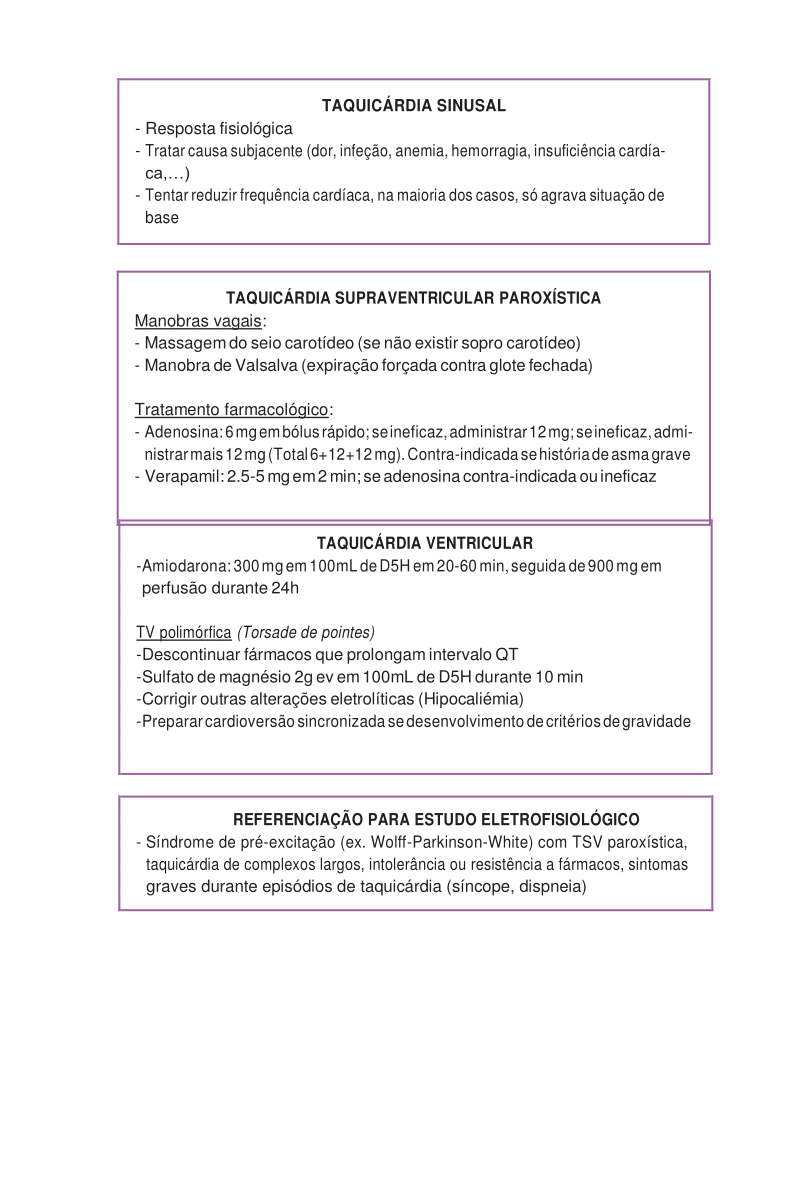 TAQUICÁRDIA SINUSAL
- Resposta fisiológica
- Tratar causa subjacente (dor, infeção, anemia, hemorragia, insuficiência cardía-
ca,…)
- Tentar reduzir frequência cardíaca, na maioria dos casos, só agrava situação de
base
TAQUICÁRDIA SUPRAVENTRICULAR PAROXÍSTICA
Manobras vagais:
- Massagem do seio carotídeo (se não existir sopro carotídeo)
- Manobra de Valsalva (expiração forçada contra glote fechada)
Tratamento farmacológico:
- Adenosina: 6 mg em bólus rápido; se ineficaz, administrar 12 mg; se ineficaz, admi-
nistrar mais 12 mg (Total 6+12+12 mg). Contra-indicada se história de asma grave
- Verapamil: 2.5-5 mg em 2 min; se adenosina contra-indicada ou ineficaz
TAQUICÁRDIA VENTRICULAR
-Amiodarona: 300 mg em 100mL de D5H em 20-60 min, seguida de 900 mg em
perfusão durante 24h
TV polimórfica (Torsade de pointes)
-Descontinuar fármacos que prolongam intervalo QT
-Sulfato de magnésio 2g ev em 100mL de D5H durante 10 min
-Corrigir outras alterações eletrolíticas (Hipocaliémia)
-Preparar cardioversão sincronizada se desenvolvimento de critérios de gravidade
REFERENCIAÇÃO PARA ESTUDO ELETROFISIOLÓGICO
- Síndrome de pré-excitação (ex. Wolff-Parkinson-White) com TSV paroxística,
taquicárdia de complexos largos, intolerância ou resistência a fármacos, sintomas
graves durante episódios de taquicárdia (síncope, dispneia)